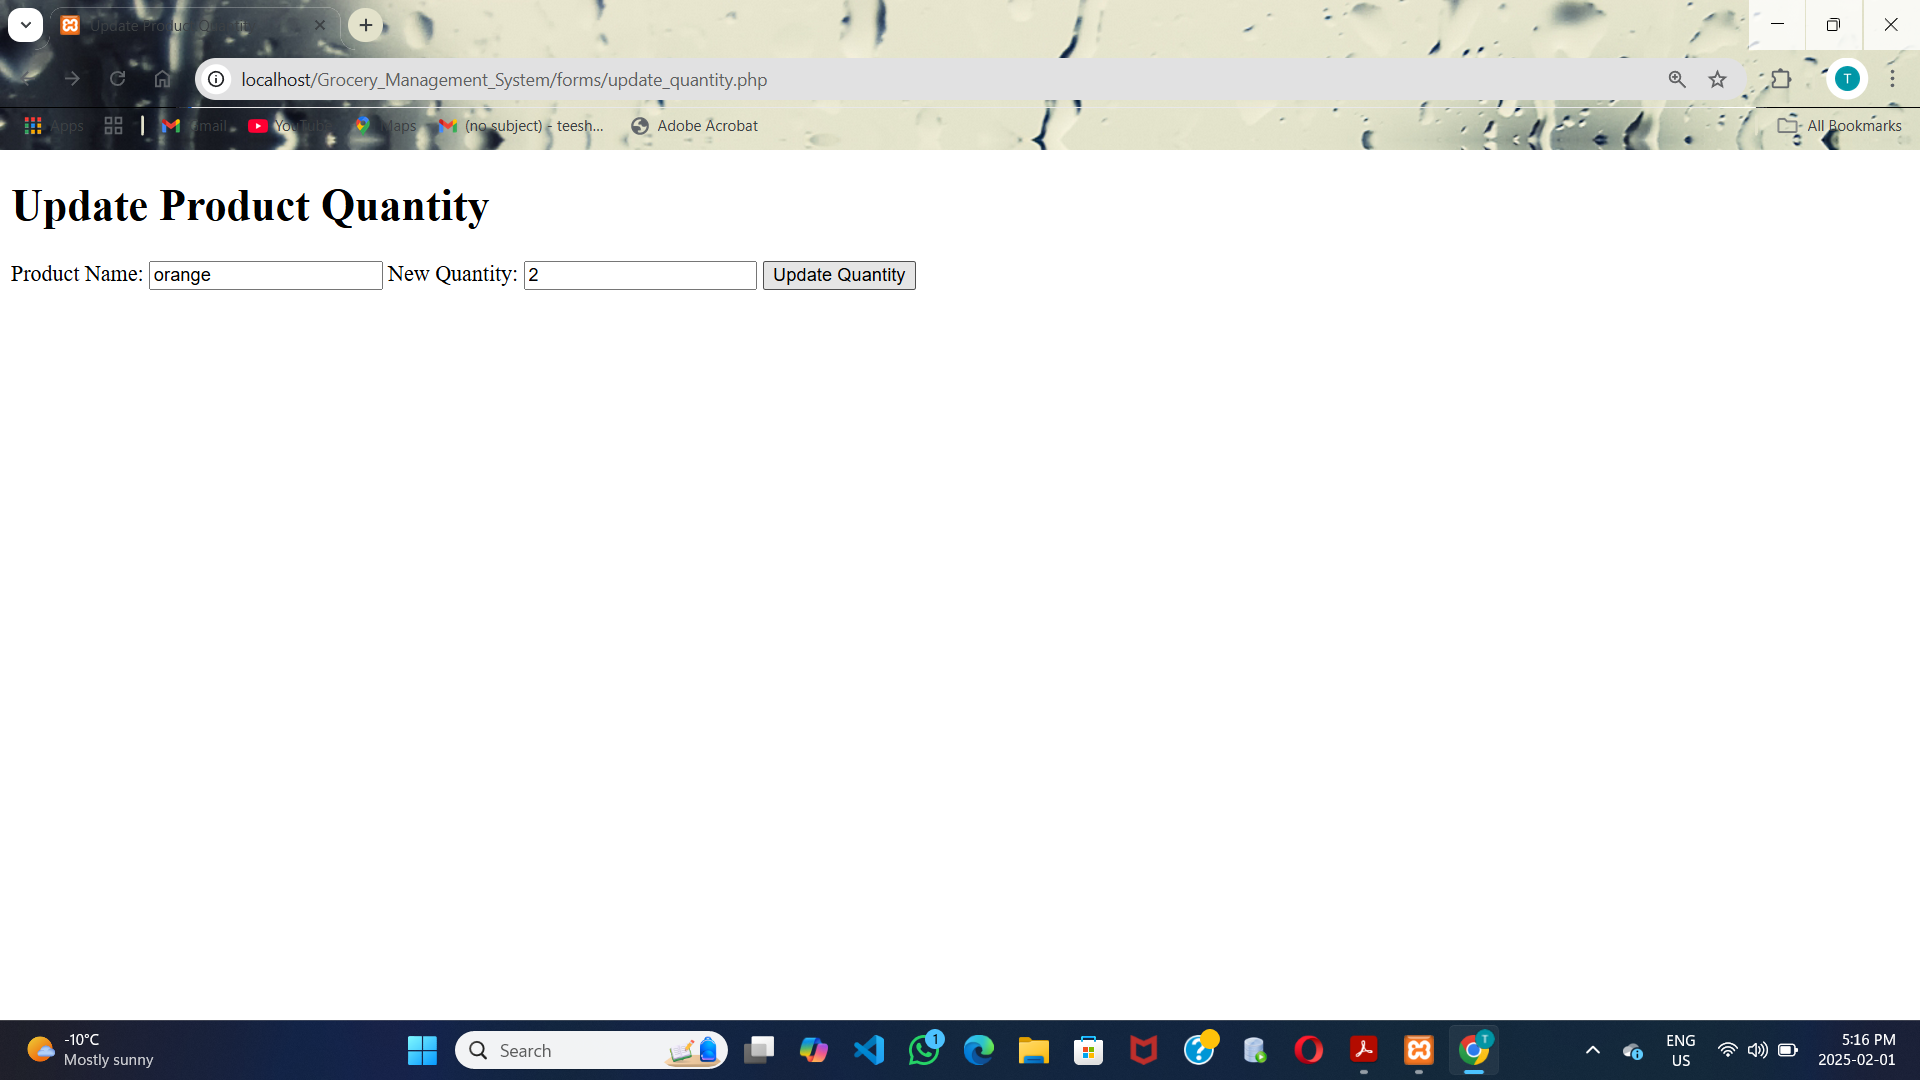 Update Product Quantity
localhost/Grocery_Management_System/forms/update_quantity.php
T
Apps
Gmail
YouTube
Maps
(no subject) - teesh...
Adobe Acrobat
All Bookmarks
Update Product Quantity
Product Name: orange New Quantity: 2 Update Quantity
-10°C
Mostly sunny
Search
1
T
ENG
US
5:16 PM
2025-02-01